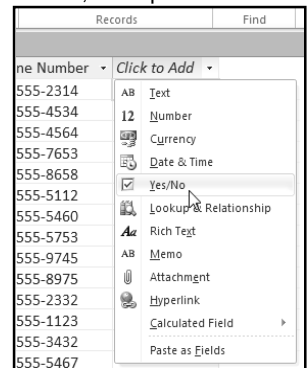 Records Find
ne Number Click to Add
555-2314
555-4534
555-4564
555-7653
555-8658
555-5112
555-5460
555-5753
555-9745
555-8975
555-2332
555-1123
555-3432
555-5467
AB Text
12 Number
Currency
Date & Time
Yes/No
Lookup & Relationship
Aa Rich Text
AB Memo
Attachment
Hyperlink
Calculated Field
Paste as Fields